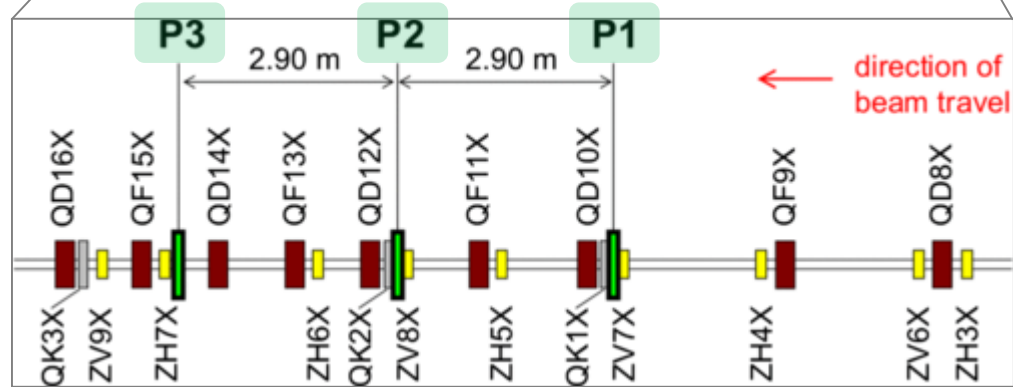 P3
P2
P1
2.90 m
2.90 m
direction of
beam travel
QD16X
QF15X
QD14X
QF13X
QD12X
QF11X
QD10X
QF9X
QD8X
QK3X
ZV9X
ZH7X
ZH6X
QK2X
ZV8X
ZH5X
QK1X
ZV7X
ZH4X
ZV6X
ZH3X